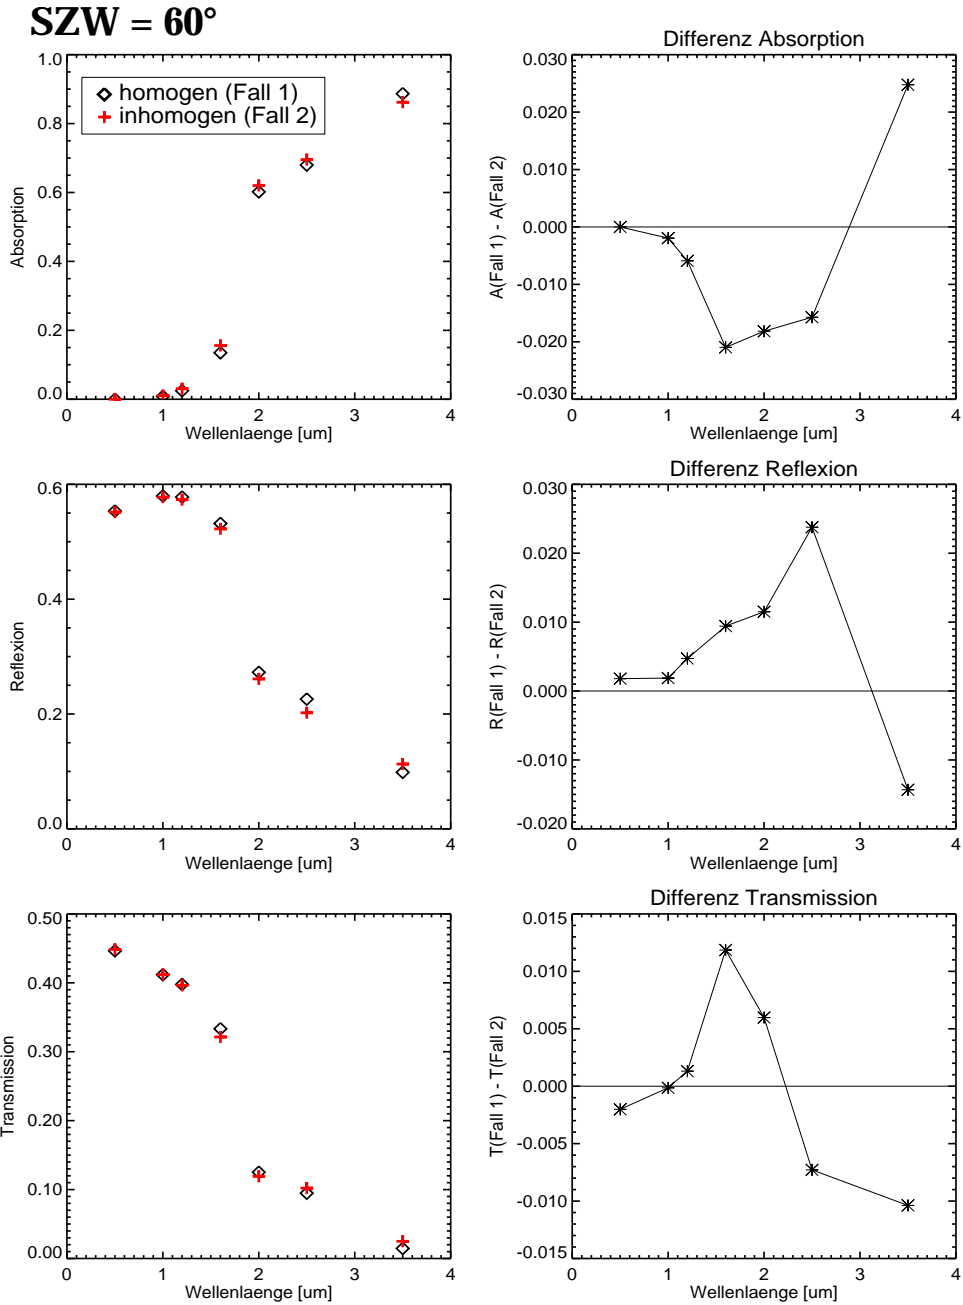 SZW = 60°
1.0
0.8
0.6
0.4
0.2
0.0
Absorption
◇ homogen (Fall 1)
+ inhomogen (Fall 2)
0 1 2 3 4
Wellenlaenge [um]
Differenz Absorption
0.030
0.020
0.010
0.000
-0.010
-0.020
-0.030
A(Fall 1) - A(Fall 2)
0 1 2 3 4
Wellenlaenge [um]
0.6
0.4
0.2
0.0
Reflexion
0 1 2 3 4
Wellenlaenge [um]
Differenz Reflexion
0.030
0.020
0.010
0.000
-0.010
-0.020
R(Fall 1) - R(Fall 2)
0 1 2 3 4
Wellenlaenge [um]
0.50
0.40
0.30
0.20
0.10
0.00
Transmission
0 1 2 3 4
Wellenlaenge [um]
Differenz Transmission
0.015
0.010
0.005
0.000
-0.005
-0.010
-0.015
T(Fall 1) - T(Fall 2)
0 1 2 3 4
Wellenlaenge [um]